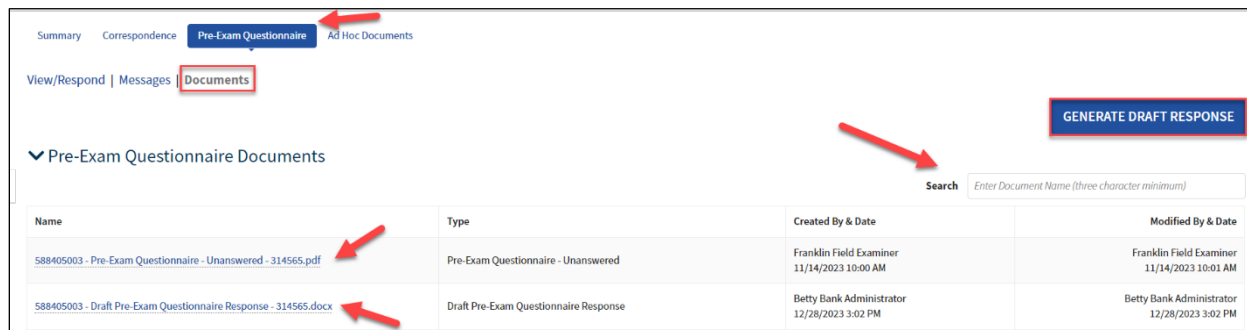 Summary Correspondence Pre-Exam Questionnaire Ad Hoc Documents
View/Respond | Messages | Documents
GENERATE DRAFT RESPONSE
Pre-Exam Questionnaire Documents
Search Enter Document Name (three character minimum)
Name Type Created By & Date Modified By & Date
588405003 - Pre-Exam Questionnaire - Unanswered - 314565.pdf Pre-Exam Questionnaire - Unanswered Franklin Field Examiner Franklin Field Examiner
11/14/2023 10:00 AM 11/14/2023 10:01 AM
588405003 - Draft Pre-Exam Questionnaire Response - 314565.docx Draft Pre-Exam Questionnaire Response Betty Bank Administrator Betty Bank Administrator
12/28/2023 3:02 PM 12/28/2023 3:02 PM